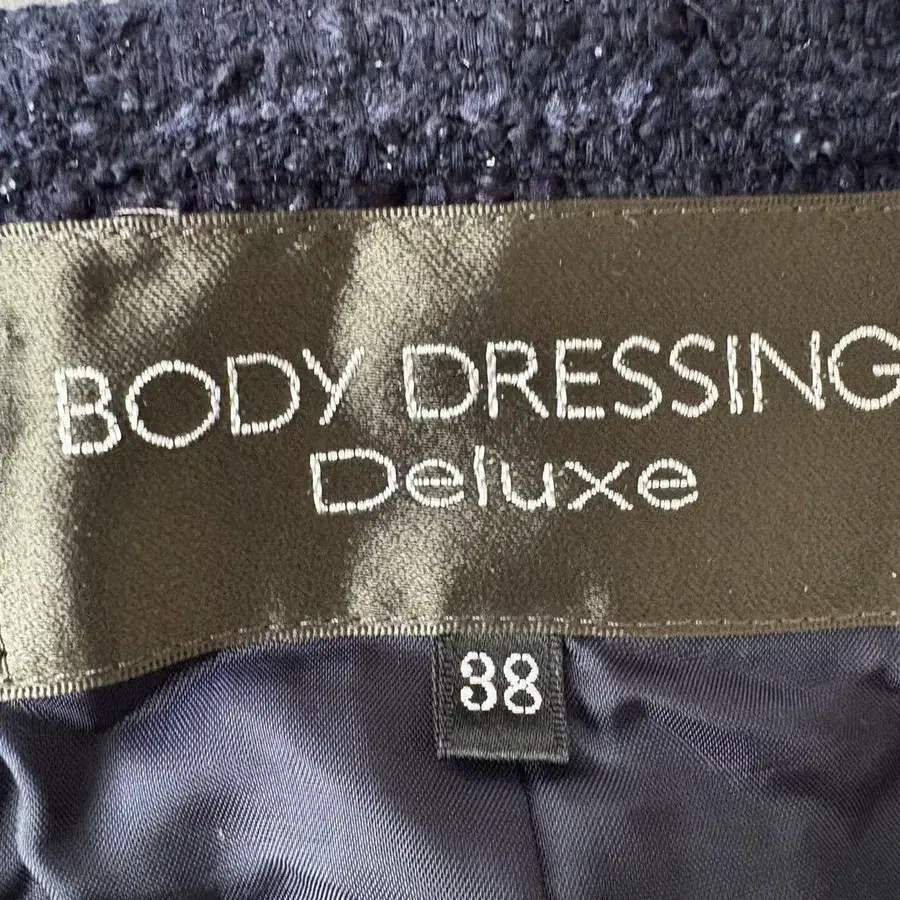 BODY DRESSING
Deluxe
38